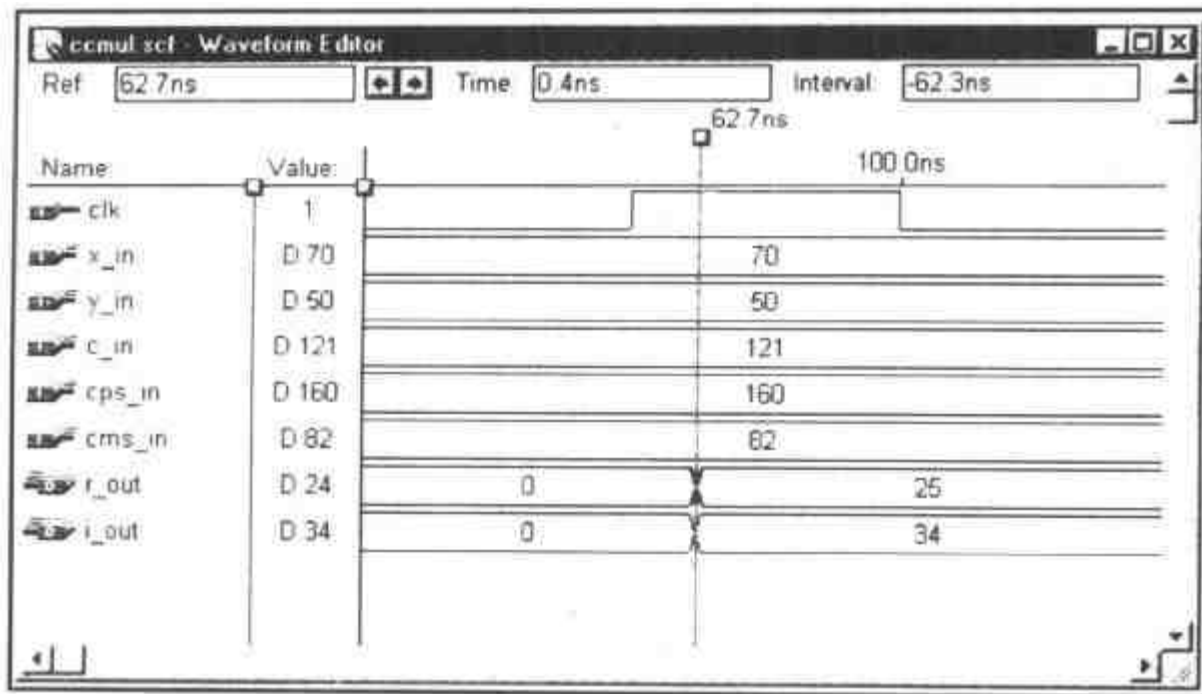 ccmul.scf - Waveform Editor
Ref: 62.7ns Time: 0.4ns Interval: -62.3ns
62.7ns
Name: Value: 100.0ns
clk 1
x_in D 70 70
y_in D 50 50
c_in D 121 121
cps_in D 160 160
cms_in D 82 82
r_out D 24 0 25
i_out D 34 0 34